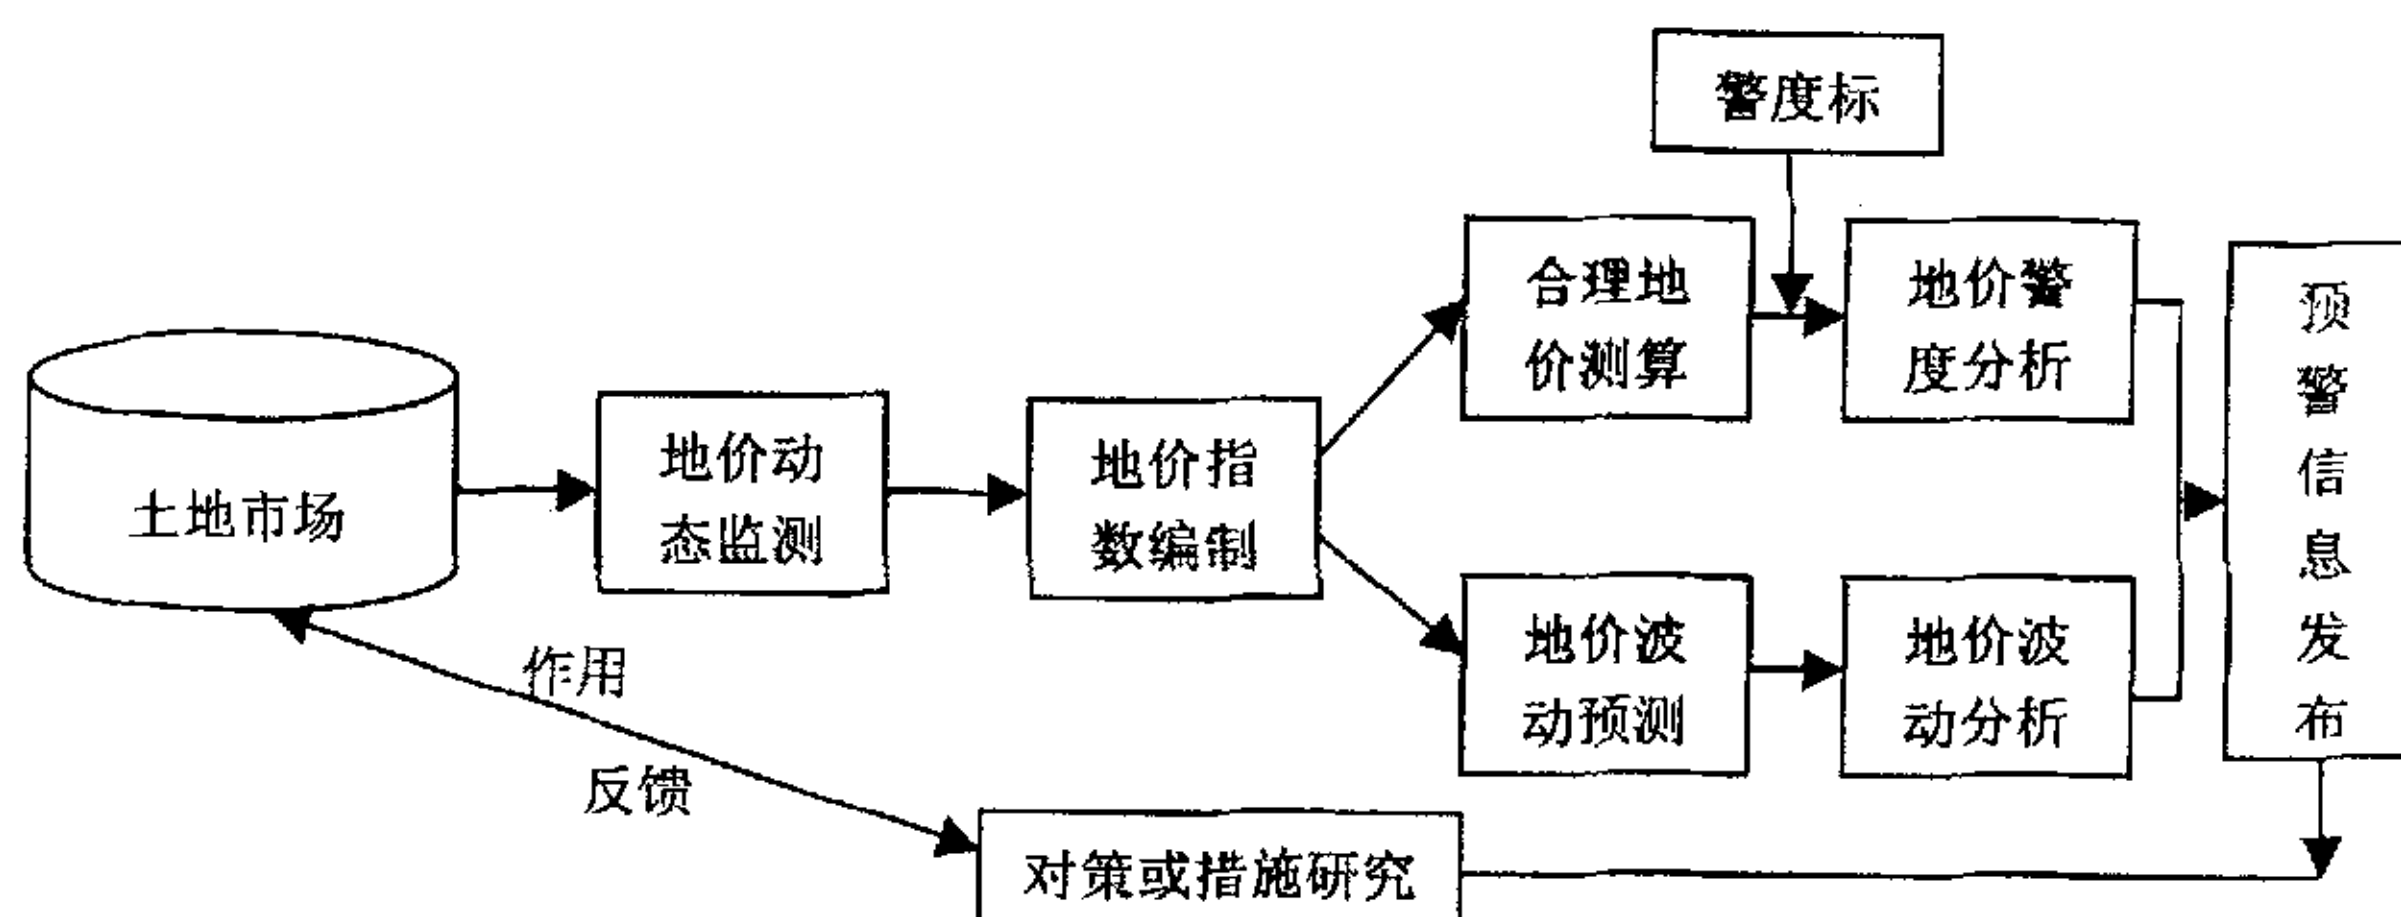 警度标
合理地
价测算
地价警
度分析
预
警
信
息
发
布
土地市场
地价动
态监测
地价指
数编制
地价波
动预测
地价波
动分析
作用
反馈
对策或措施研究